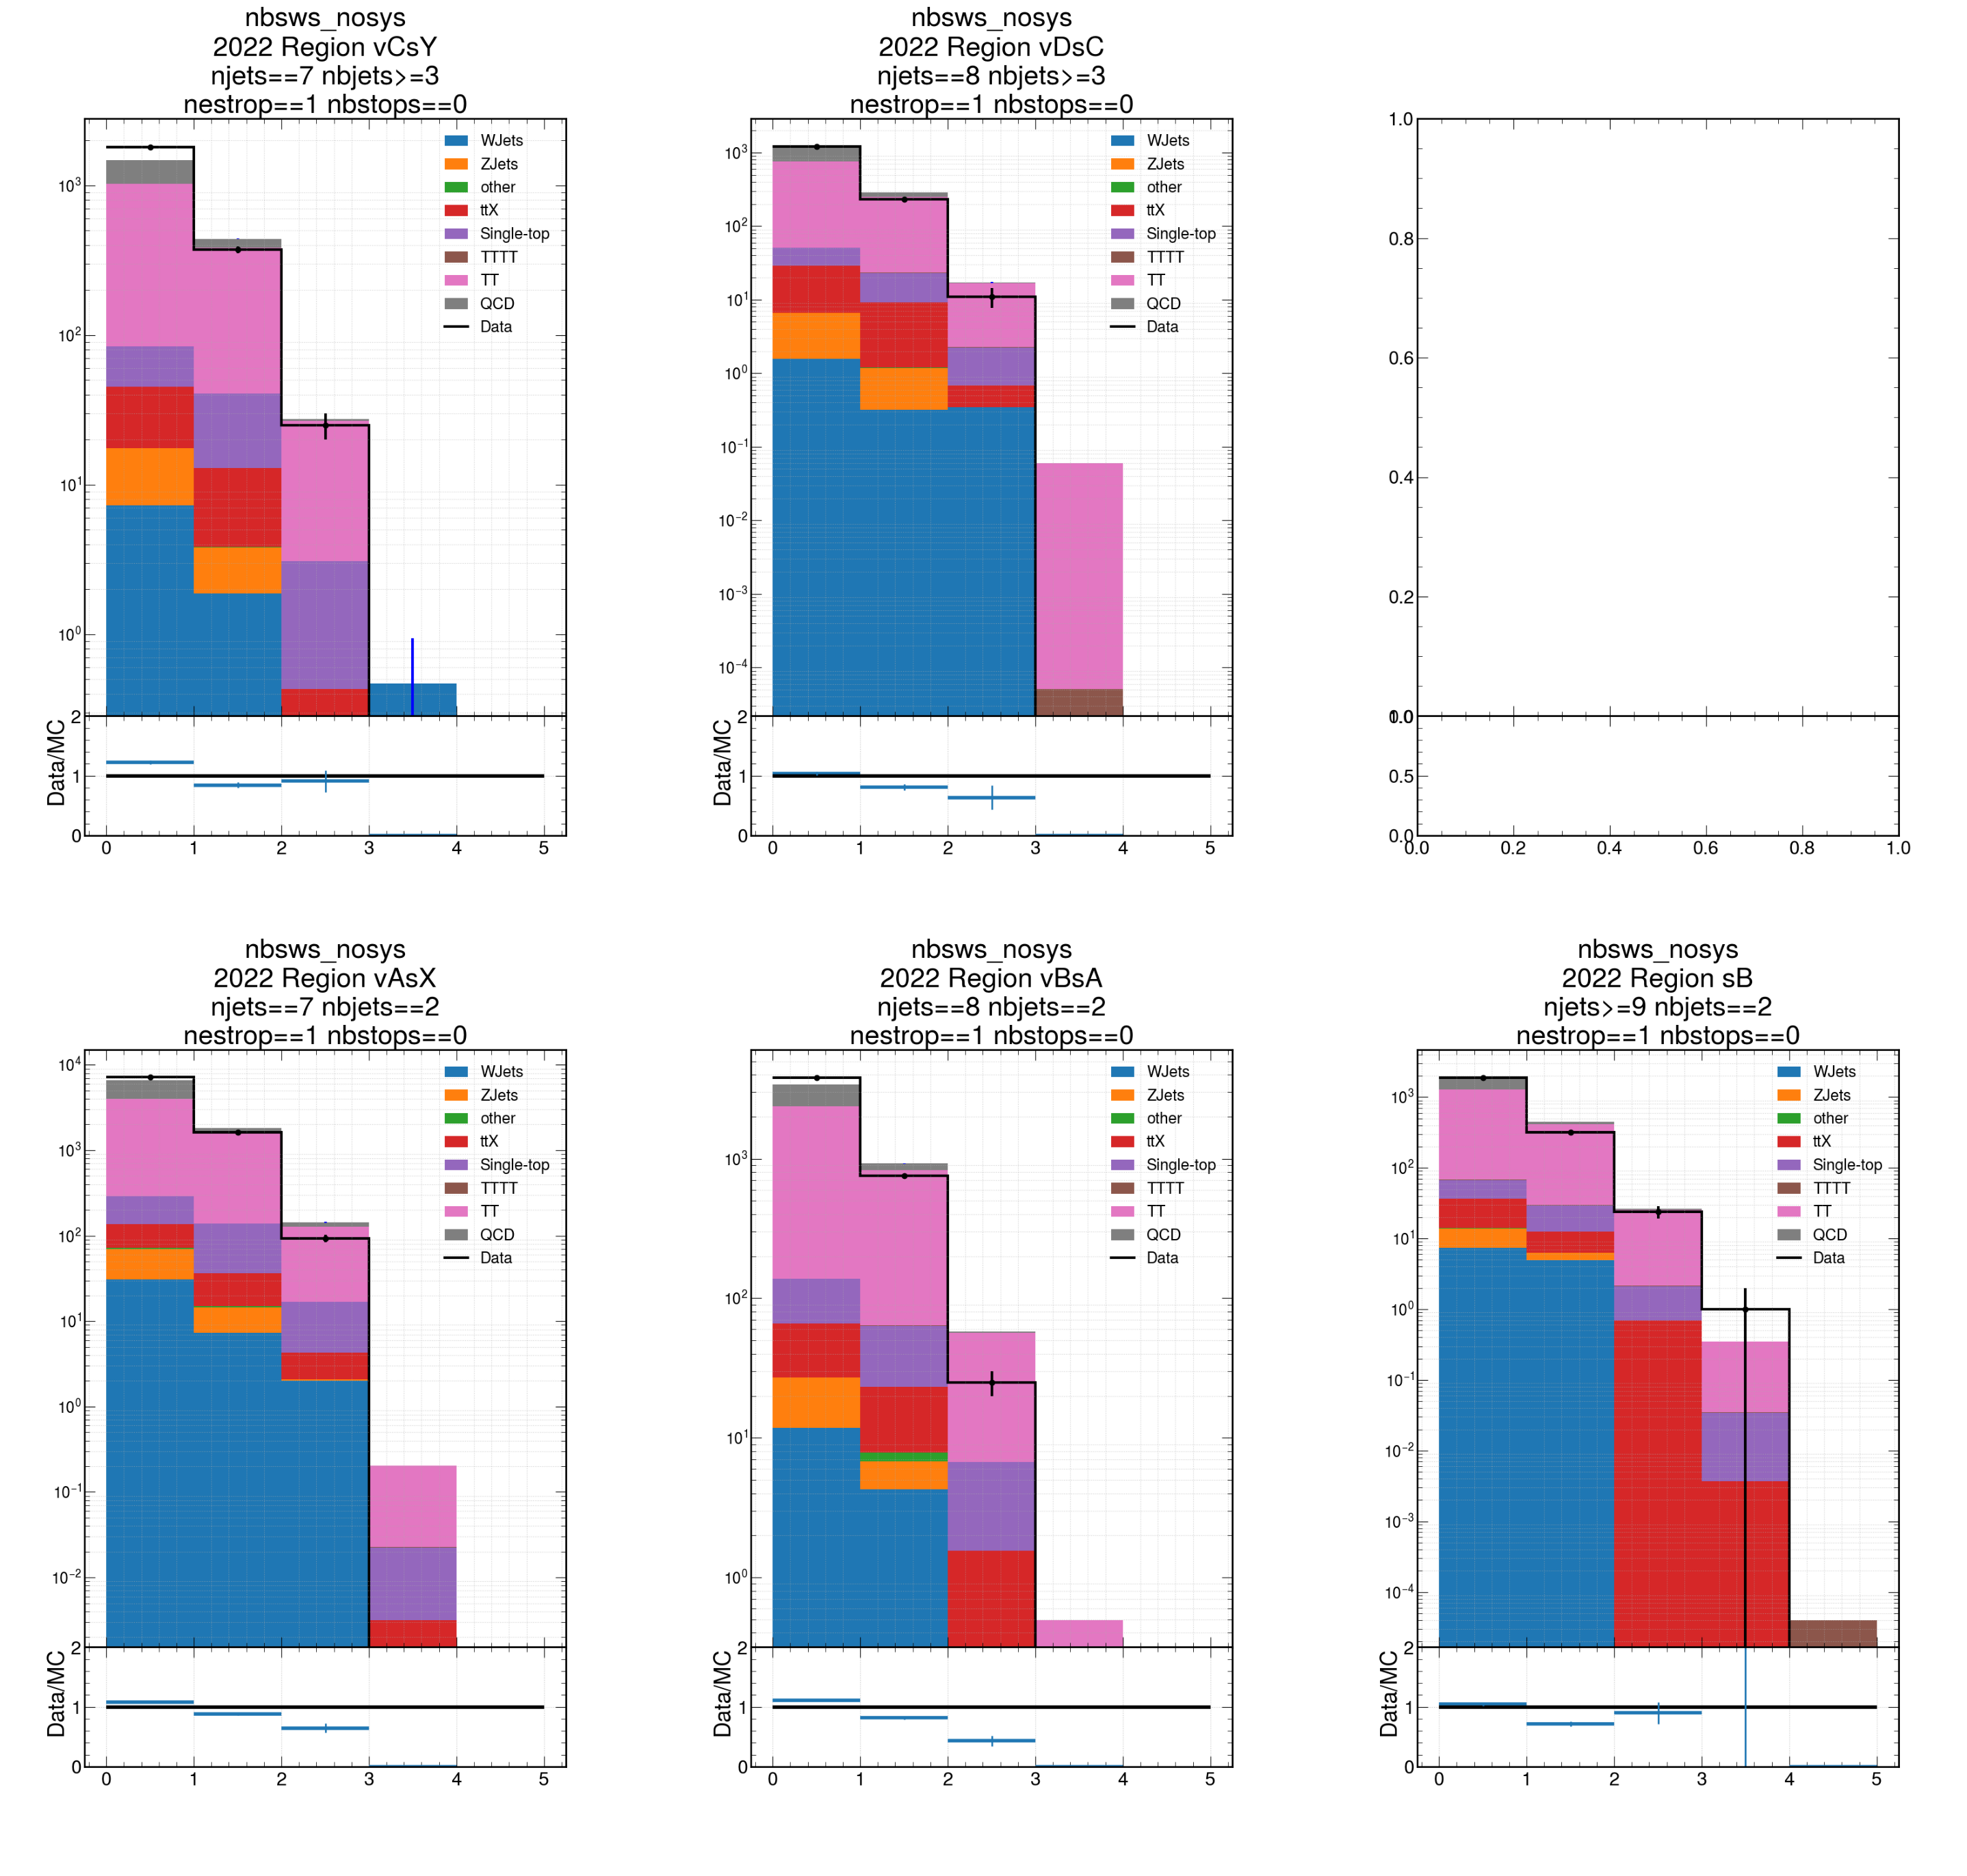 nbsws_nosys
2022 Region vCsY
njets==7 nbjets>=3
nestrop==1 nbstops==0
10³
10²
10¹
10⁰
WJets
ZJets
other
ttX
Single-top
TTTT
TT
QCD
Data
2
1
0
Data/MC
0 1 2 3 4 5
nbsws_nosys
2022 Region vDsC
njets==8 nbjets>=3
nestrop==1 nbstops==0
10³
10²
10¹
10⁰
10⁻¹
10⁻²
10⁻³
10⁻⁴
WJets
ZJets
other
ttX
Single-top
TTTT
TT
QCD
Data
2
1
0
Data/MC
0 1 2 3 4 5
1.0
0.8
0.6
0.4
0.2
0.0
1.0
0.5
0.0
0.0 0.2 0.4 0.6 0.8 1.0
nbsws_nosys
2022 Region vAsX
njets==7 nbjets==2
nestrop==1 nbstops==0
10⁴
10³
10²
10¹
10⁰
10⁻¹
10⁻²
WJets
ZJets
other
ttX
Single-top
TTTT
TT
QCD
Data
2
1
0
Data/MC
0 1 2 3 4 5
nbsws_nosys
2022 Region vBsA
njets==8 nbjets==2
nestrop==1 nbstops==0
10³
10²
10¹
10⁰
WJets
ZJets
other
ttX
Single-top
TTTT
TT
QCD
Data
2
1
0
Data/MC
0 1 2 3 4 5
nbsws_nosys
2022 Region sB
njets>=9 nbjets==2
nestrop==1 nbstops==0
10³
10²
10¹
10⁰
10⁻¹
10⁻²
10⁻³
10⁻⁴
WJets
ZJets
other
ttX
Single-top
TTTT
TT
QCD
Data
2
1
0
Data/MC
0 1 2 3 4 5